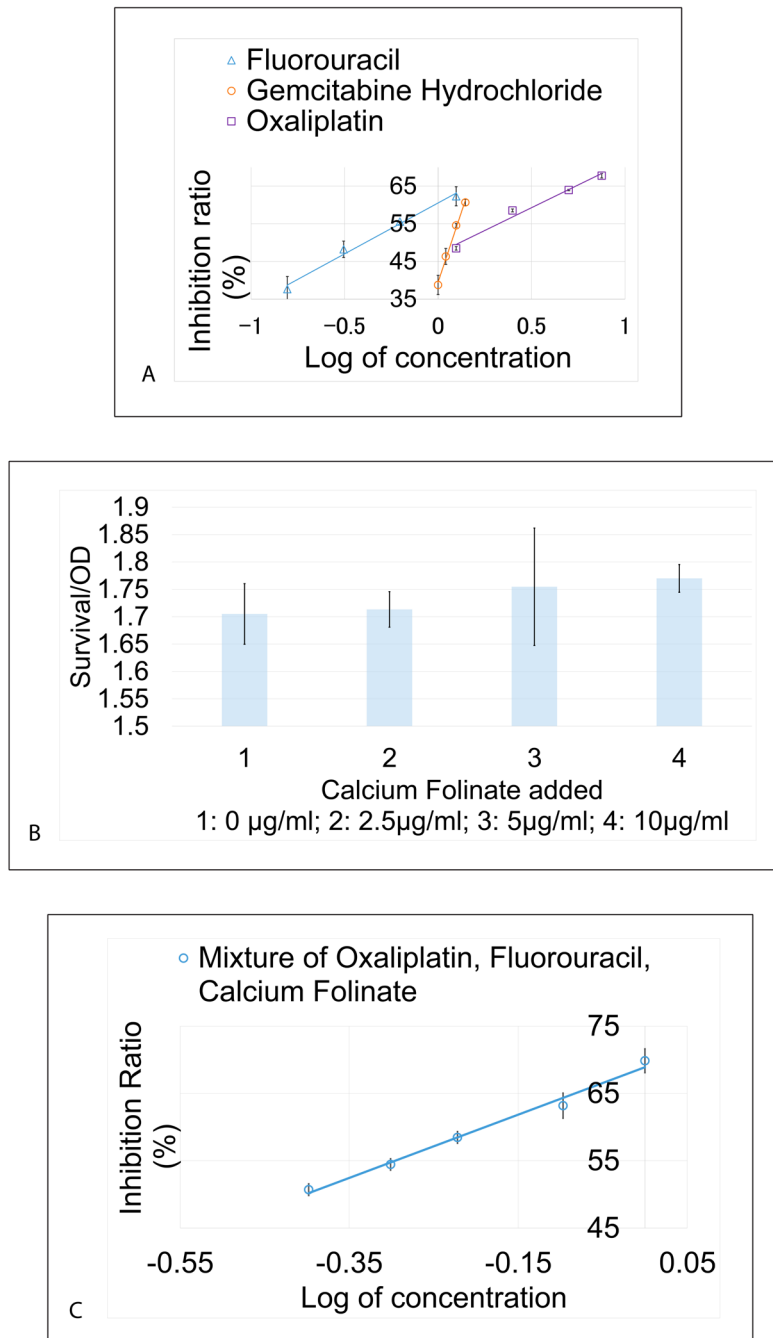 Fluorouracil
Gemcitabine Hydrochloride
Oxaliplatin
Inhibition ratio
(%)
65
55
45
35
−1
−0.5
0
0.5
1
Log of concentration
A
Survival/OD
1.9
1.85
1.8
1.75
1.7
1.65
1.6
1.55
1.5
1
2
3
4
Calcium Folinate added
1: 0 µg/ml; 2: 2.5µg/ml; 3: 5µg/ml; 4: 10µg/ml
B
Mixture of Oxaliplatin, Fluorouracil,
Calcium Folinate
Inhibition Ratio
(%)
75
65
55
45
-0.55
-0.35
-0.15
0.05
Log of concentration
C